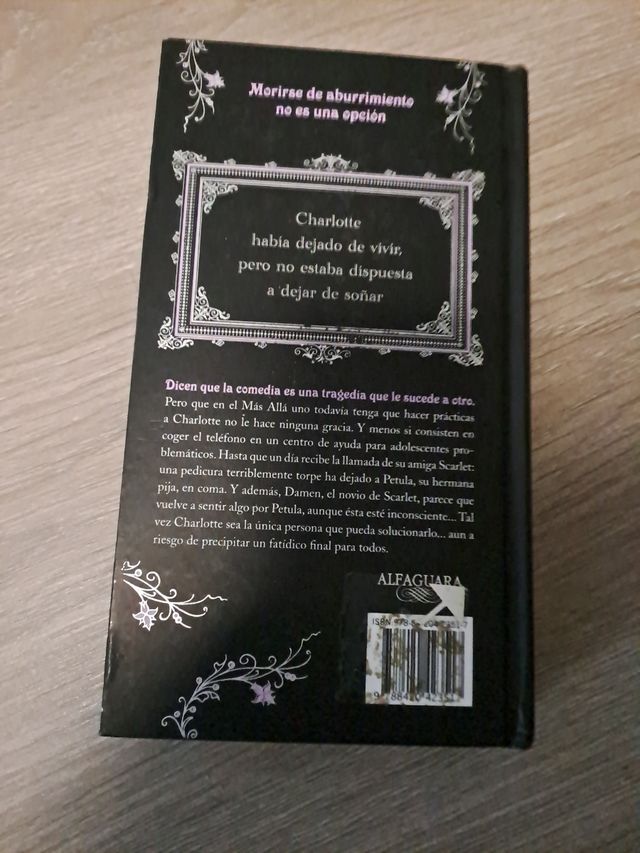 Morirse de aburrimiento
no es una opción
Charlotte
había dejado de vivir,
pero no estaba dispuesta
a dejar de soñar
Dicen que la comedia es una tragedia que le sucede a otro.
Pero que en el Más Allá uno todavía tenga que hacer prácticas
a Charlotte no le hace ninguna gracia. Y menos si consisten en
coger el teléfono en un centro de ayuda para adolescentes pro-
blemáticos. Hasta que un día recibe la llamada de su amiga Scarlet:
una pedicura terriblemente torpe ha dejado a Petula, su hermana
pija, en coma. Y además, Damen, el novio de Scarlet, parece que
vuelve a sentir algo por Petula, aunque ésta esté inconsciente... Tal
vez Charlotte sea la única persona que pueda solucionarlo... aun a
riesgo de precipitar un fatídico final para todos.
ALFAGUARA
ISBN